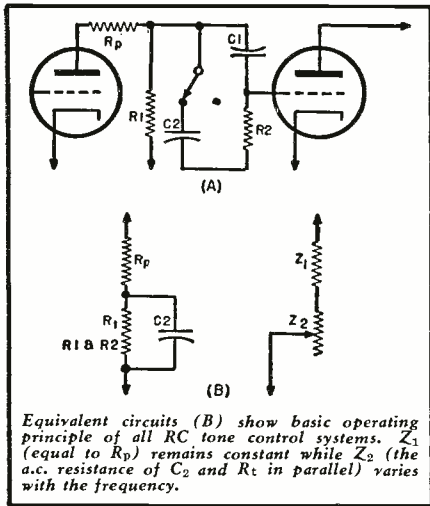 Rp
C1
R1
C2
R2
(A)
Rp
Z1
Rt
C2
R1 & R2
Z2
(B)
Equivalent circuits (B) show basic operating
principle of all RC tone control systems. Z1
(equal to Rp) remains constant while Z2 (the
a.c. resistance of C2 and Rt in parallel) varies
with the frequency.